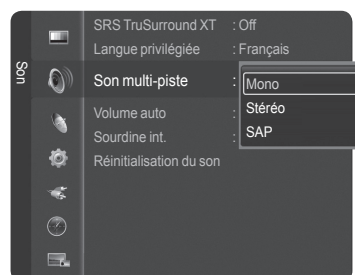 Son
SRS TruSurround XT : Off
Langue privilégiée : Français
Son multi-piste : Mono
Stéréo
Volume auto :
SAP
Sourdine int. :
Réinitialisation du son